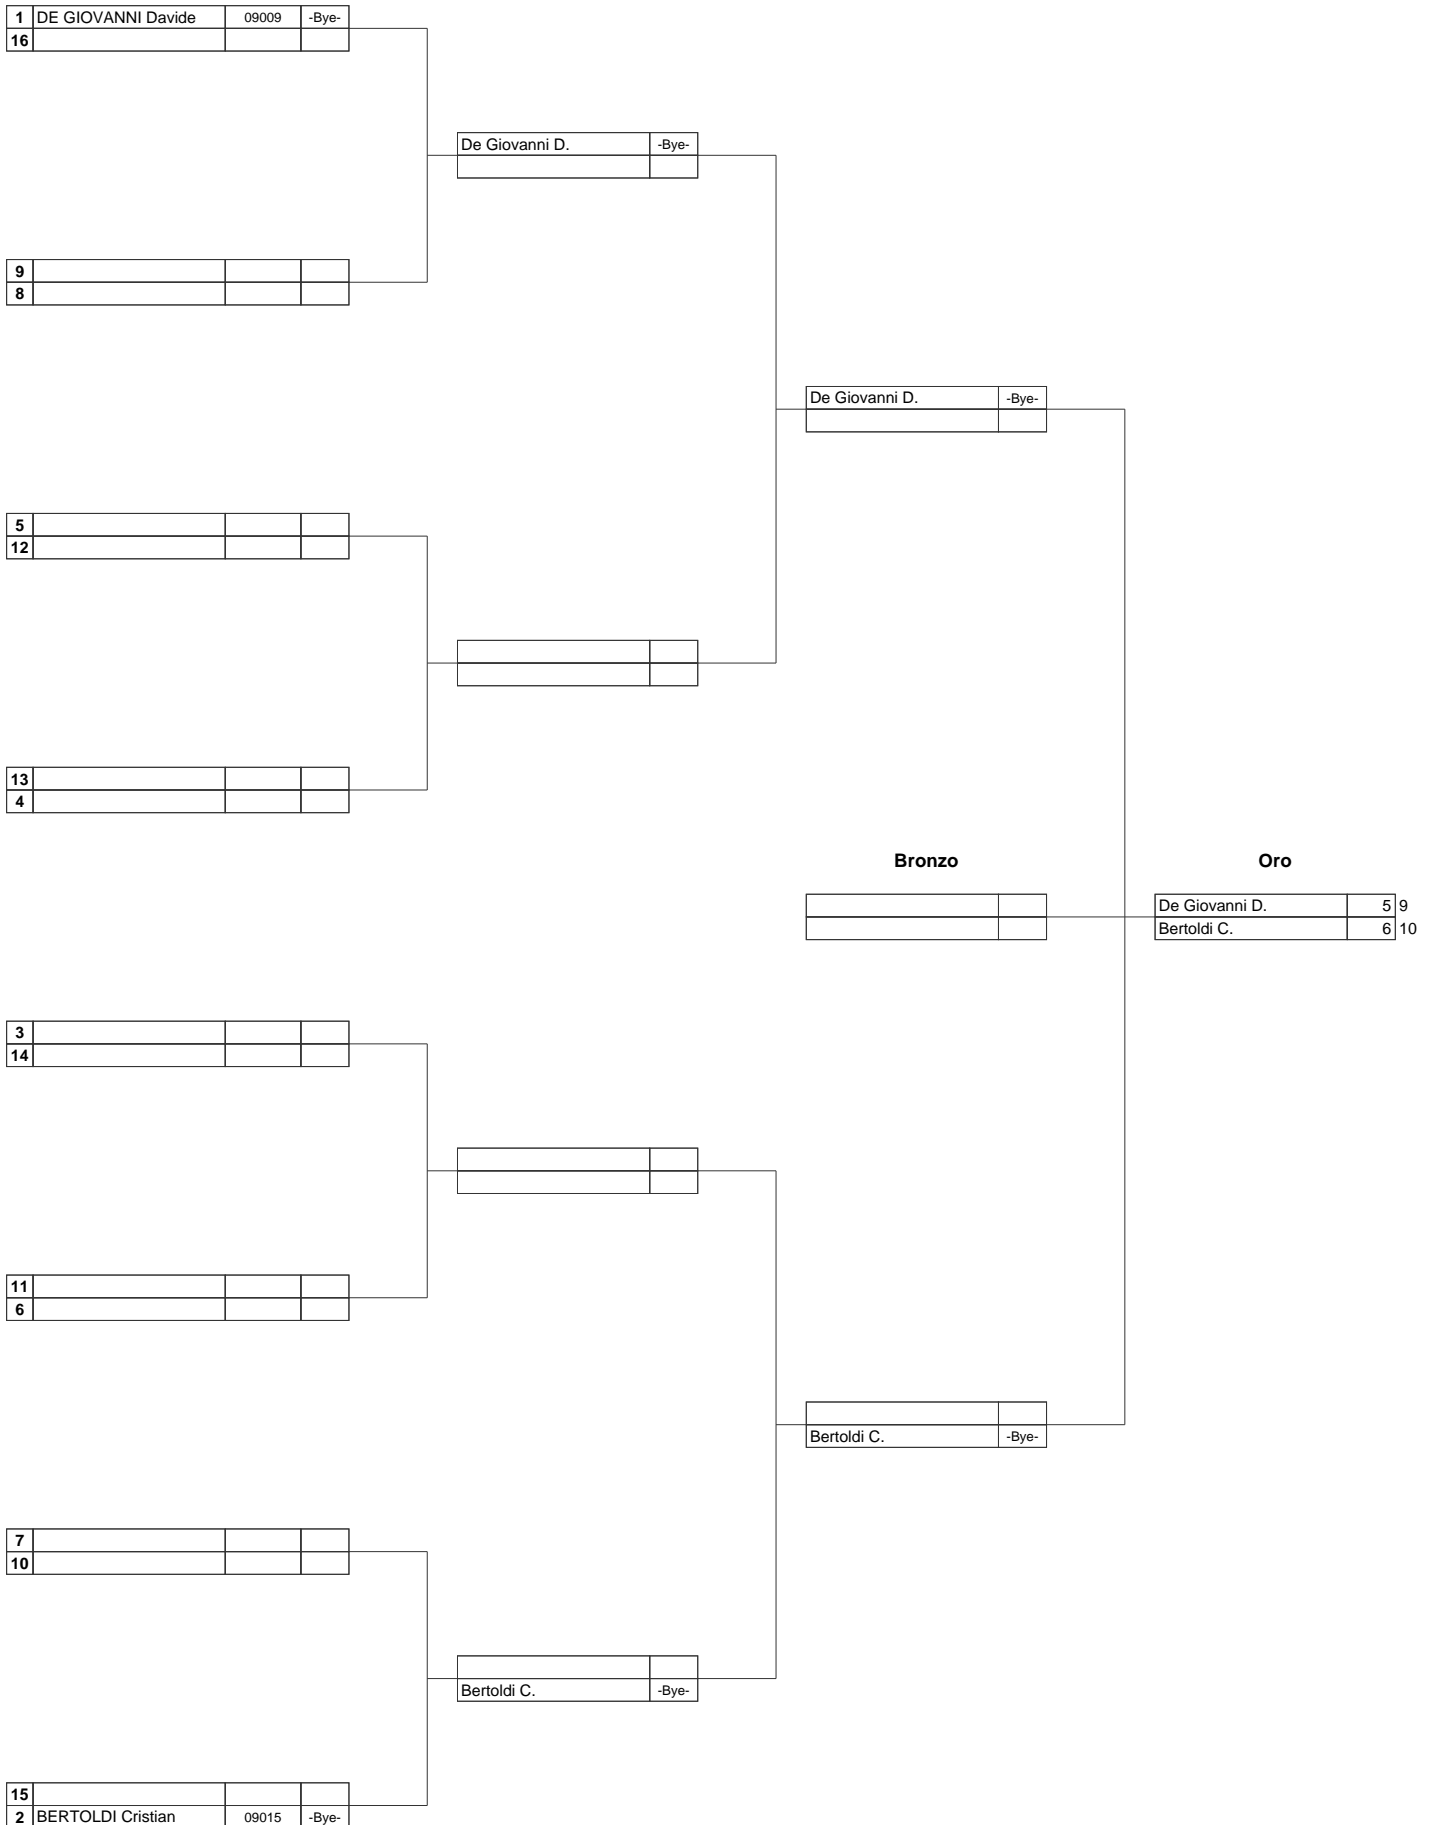 1 DE GIOVANNI Davide 09009 -Bye-
16
De Giovanni D. -Bye-
9
8
De Giovanni D. -Bye-
5
12
13
4
Bronzo
Oro
De Giovanni D. 5 9
Bertoldi C. 6 10
3
14
11
6
Bertoldi C. -Bye-
7
10
Bertoldi C. -Bye-
15
2 BERTOLDI Cristian 09015 -Bye-